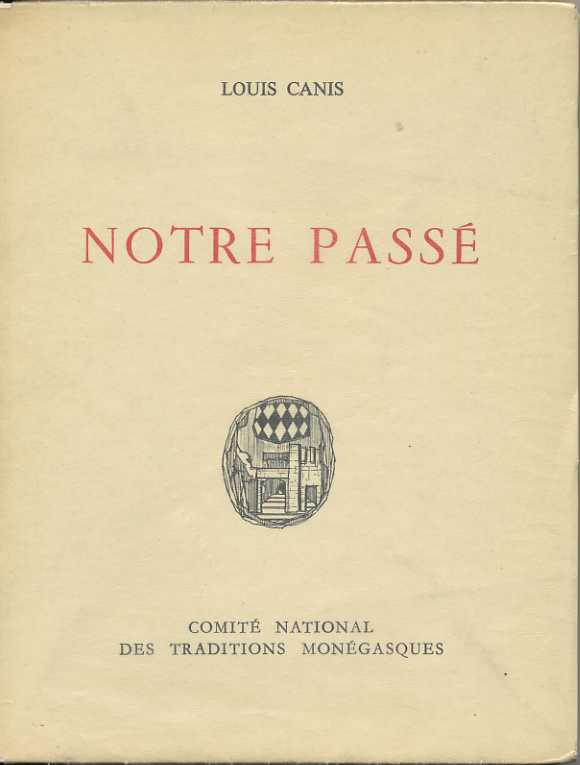 LOUIS CANIS
NOTRE PASSÉ
COMITÉ NATIONAL
DES TRADITIONS MONÉGASQUES